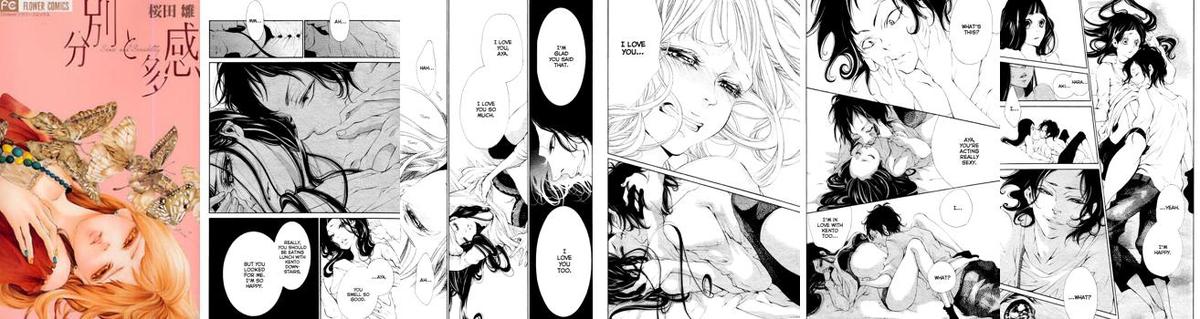 FLOWER COMICS
桜田 雛
分別と多感
MM...
AH...
HAH...
I LOVE
YOU,
AYA.
I LOVE
YOU SO
MUCH.
I'M
GLAD
YOU SAID
THAT.
I
LOVE
YOU
TOO.
REALLY,
YOU SHOULD
BE EATING
LUNCH WITH
KENTO
DOWN-
STAIRS,
BUT YOU
LOOKED
FOR ME.
I'M SO
HAPPY.
...AYA,
YOU
SMELL SO
GOOD.
AH...
I LOVE
YOU...
WHAT'S
THIS?
AYA,
YOU'RE
ACTING
REALLY
SEXY.
I...
I'M IN
LOVE WITH
KENTO
TOO...
WHAT?
AKI...
HARA...
I...
...WHAT?
...YEAH.
I'M
HAPPY.